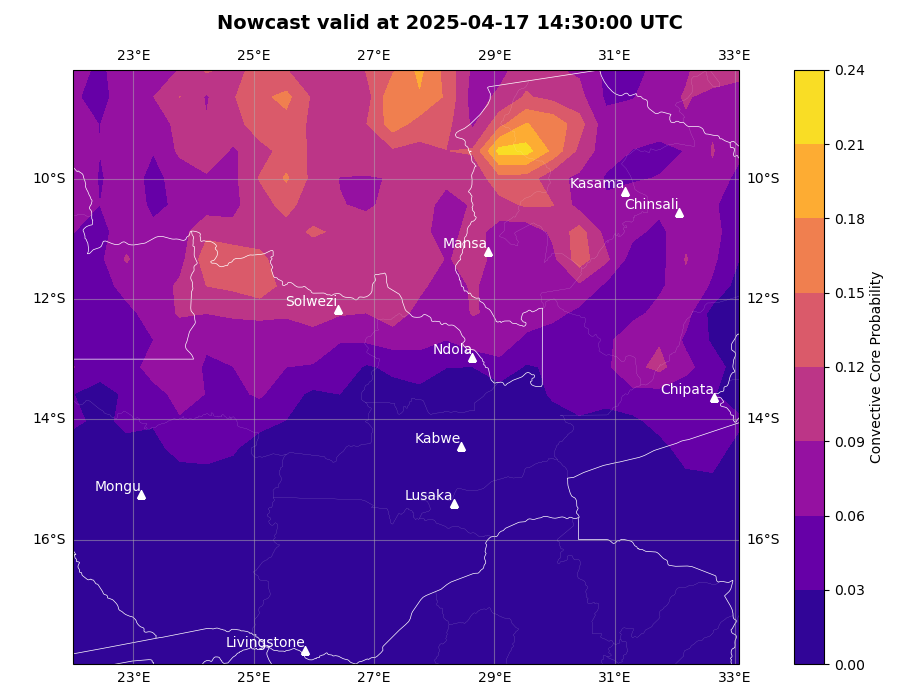 Nowcast valid at 2025-04-17 14:30:00 UTC
23°E 25°E 27°E 29°E 31°E 33°E
0.24
0.21
10°S Kasama 10°S
Chinsali
0.18
Mansa
0.15
12°S Solwezi 12°S
Ndola
0.12
Chipata
14°S 14°S
Kabwe
0.09
Mongu
Lusaka
0.06
16°S 16°S
0.03
Livingstone
0.00
23°E 25°E 27°E 29°E 31°E 33°E
Convective Core Probability